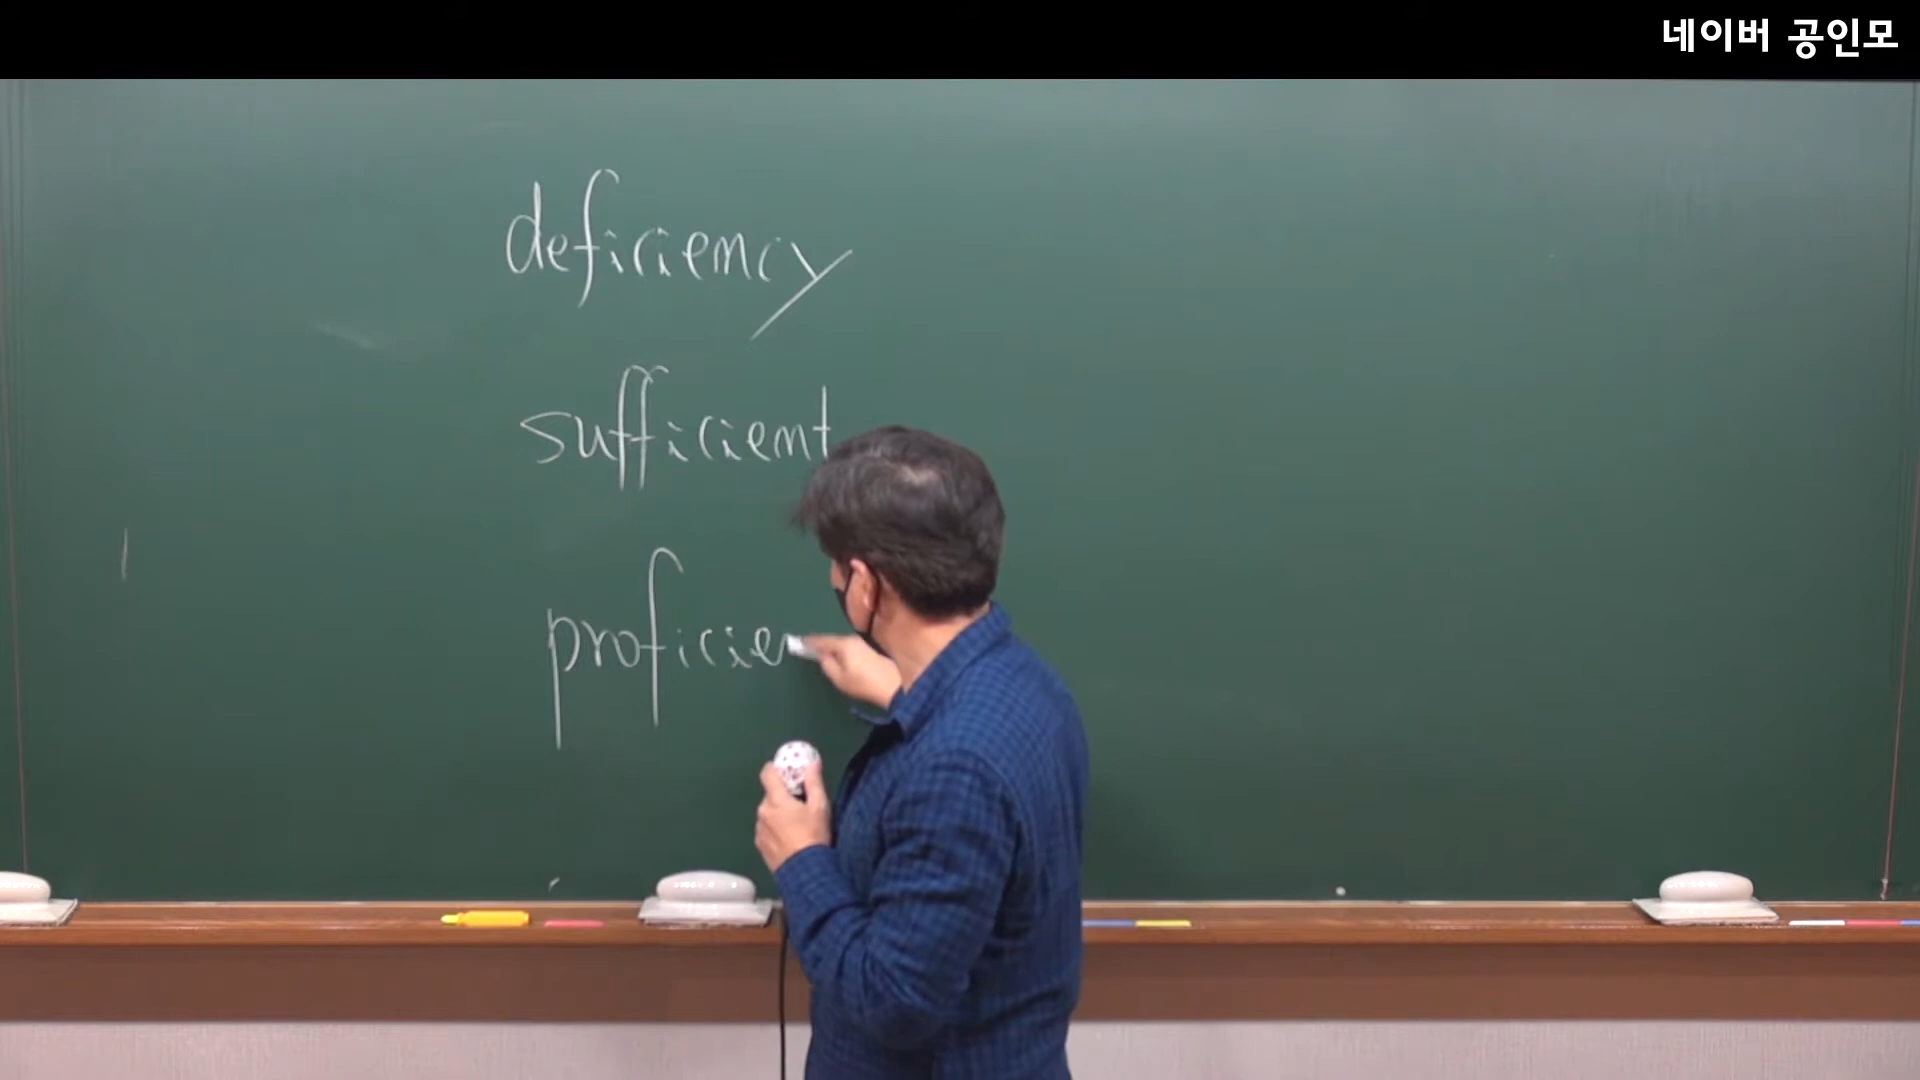 네이버 공인모
deficiency
sufficient
proficien